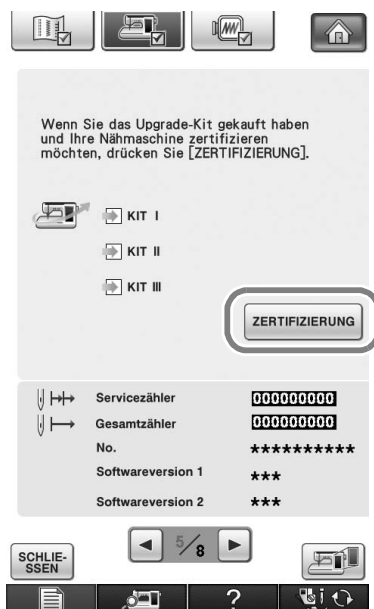 Wenn Sie das Upgrade-Kit gekauft haben
und Ihre Nähmaschine zertifizieren
möchten, drücken Sie [ZERTIFIZIERUNG].
KIT I
KIT II
KIT III
ZERTIFIZIERUNG
Servicezähler 000000000
Gesamtzähler 000000000
No. **********
Softwareversion 1 ***
Softwareversion 2 ***
SCHLIE-
SSEN
5/8
?